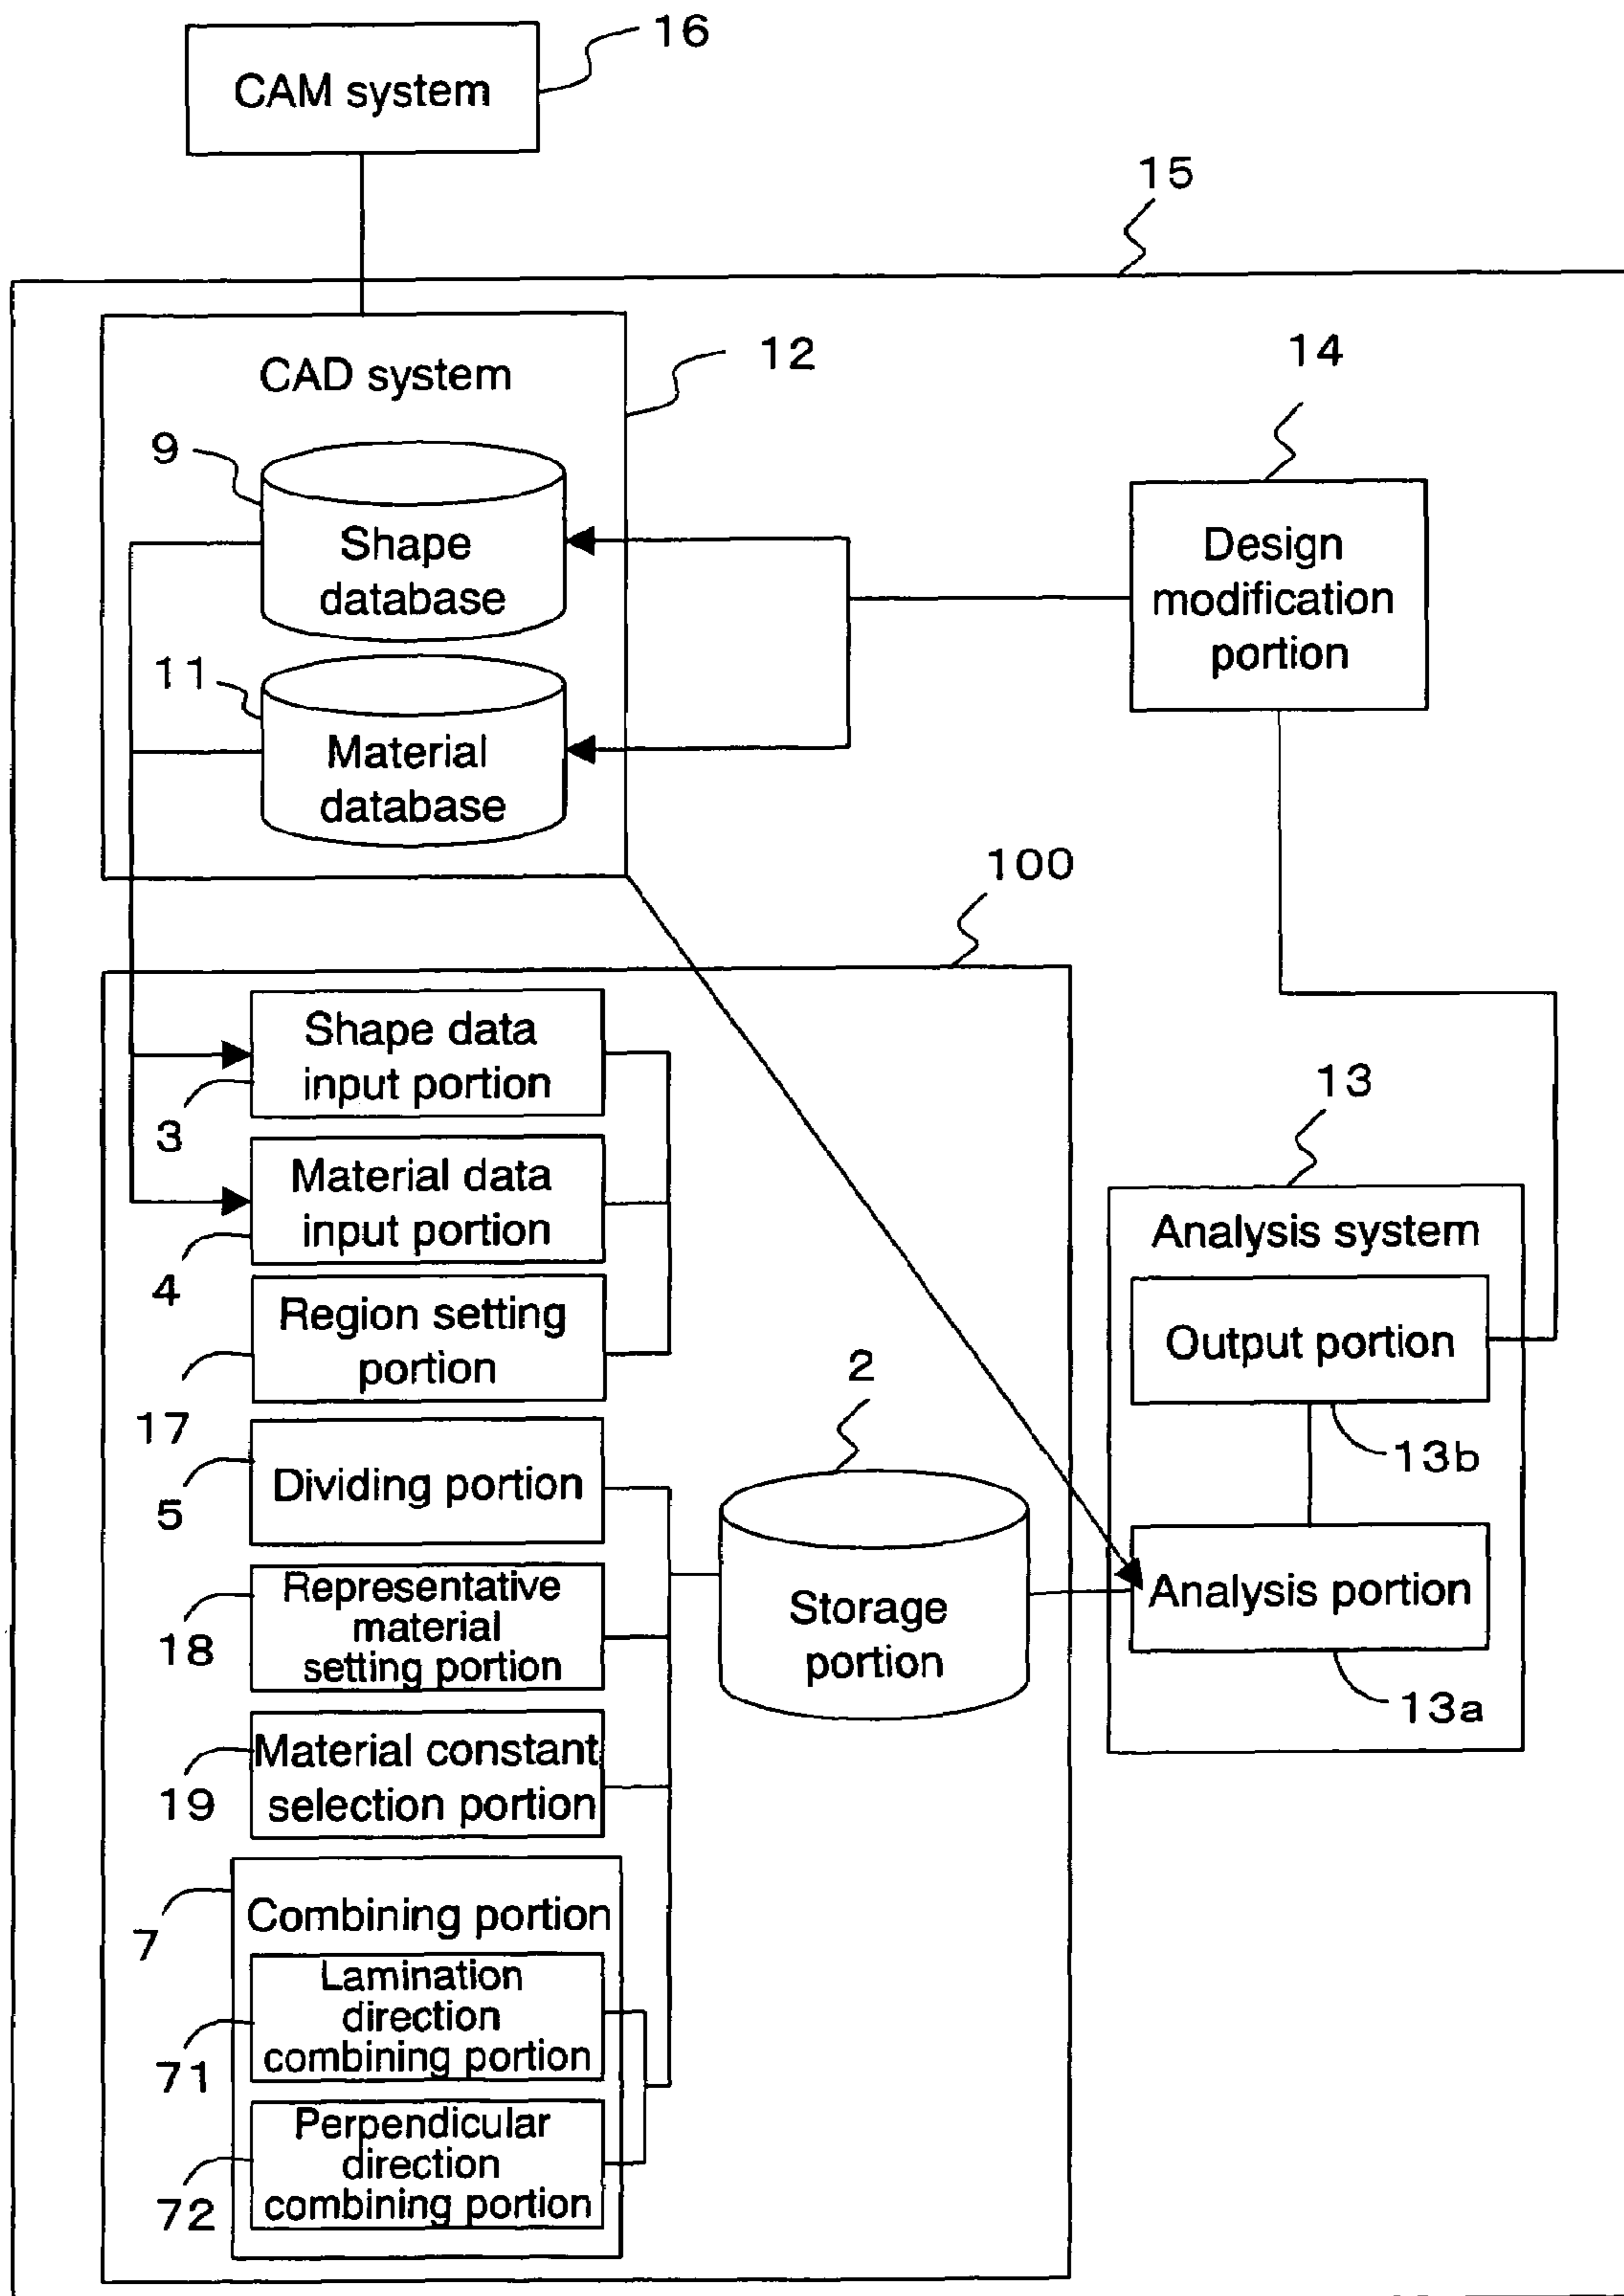 16
CAM system
15
CAD system
12
14
9
Shape
database
Design
modification
portion
11
Material
database
100
Shape data
input portion
3
13
Material data
input portion
4
Analysis system
Region setting
portion
17
Output portion
2
13b
Dividing portion
5
Representative
material
setting portion
18
Storage
portion
Analysis portion
13a
Material constant
selection portion
19
7
Combining portion
Lamination
direction
combining portion
71
Perpendicular
direction
combining portion
72